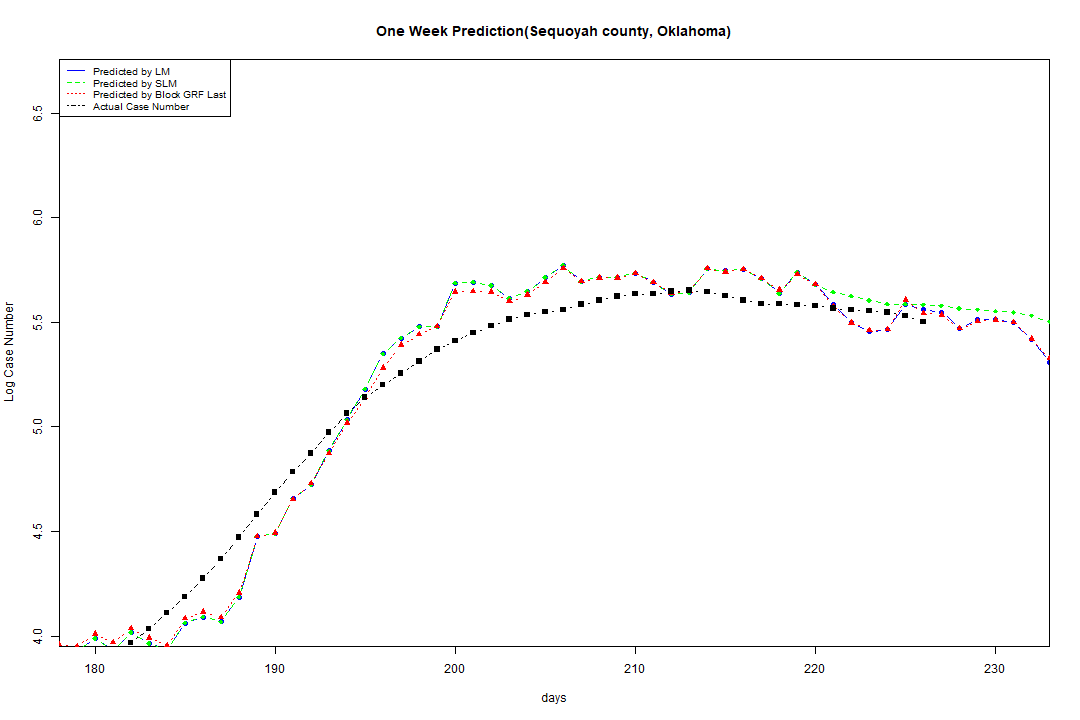 One Week Prediction(Sequoyah county, Oklahoma)
Predicted by LM
Predicted by SLM
Predicted by Block GRF Last
Actual Case Number
6.5
6.0
5.5
5.0
4.5
4.0
Log Case Number
180 190 200 210 220 230
days